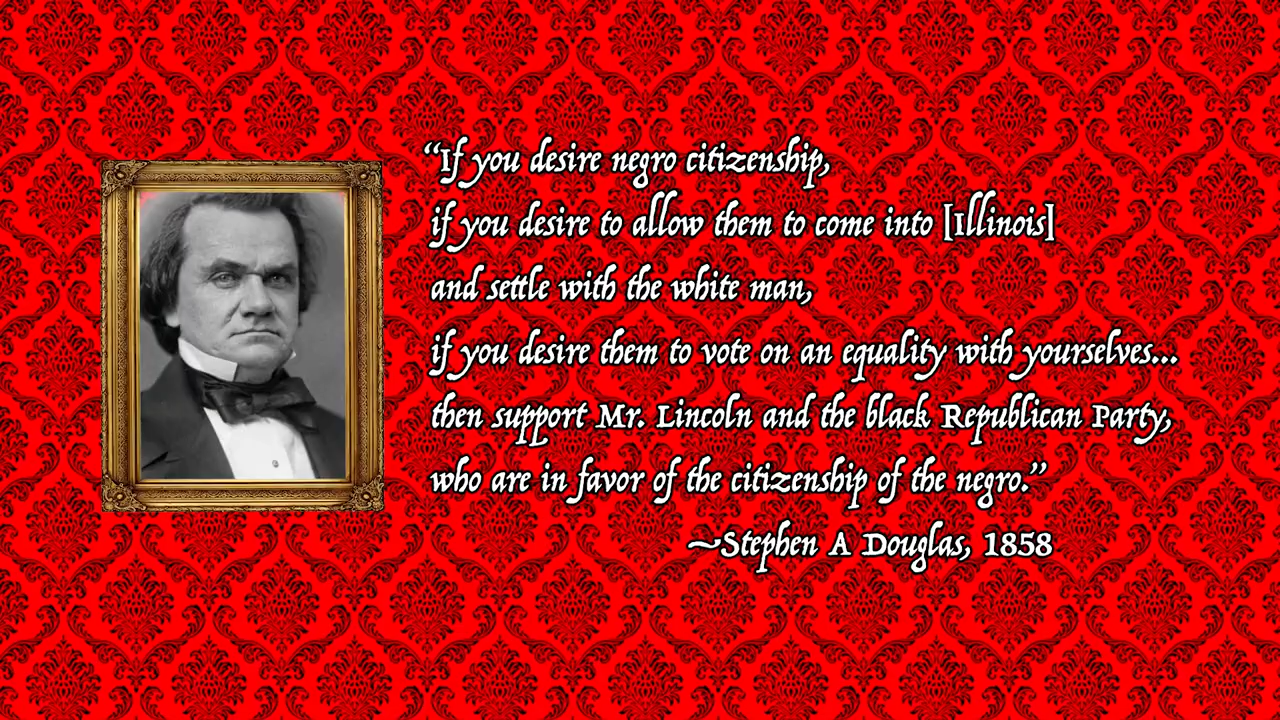 “If you desire negro citizenship,
if you desire to allow them to come into [Illinois]
and settle with the white man,
if you desire them to vote on an equality with yourselves...
then support Mr. Lincoln and the black Republican Party,
who are in favor of the citizenship of the negro.”
~Stephen A Douglas, 1858